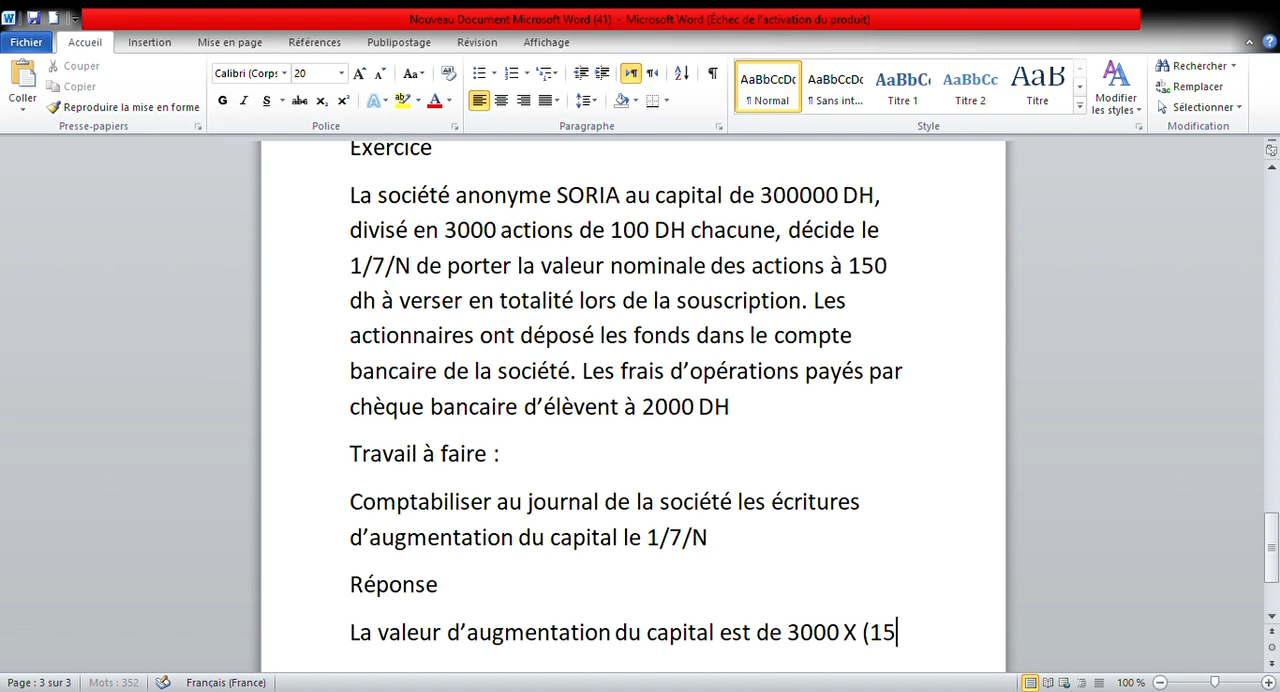 Nouveau Document Microsoft Word (41) - Microsoft Word (Échec de l'activation du produit)
Fichier Accueil Insertion Mise en page Références Publipostage Révision Affichage
Coller
Couper
Copier
Reproduire la mise en forme
Presse-papiers
Calibri (Corps 20
G I S abc x₂ x²
Police
Paragraphe
AaBbCcDc AaBbCcDc AaBbC AaBbCc AaB
¶ Normal ¶ Sans int... Titre 1 Titre 2 Titre
Modifier les styles
Style
Rechercher
Remplacer
Sélectionner
Modification
Exercice
La société anonyme SORIA au capital de 300000 DH,
divisé en 3000 actions de 100 DH chacune, décide le
1/7/N de porter la valeur nominale des actions à 150
dh à verser en totalité lors de la souscription. Les
actionnaires ont déposé les fonds dans le compte
bancaire de la société. Les frais d'opérations payés par
chèque bancaire d'élèvent à 2000 DH
Travail à faire :
Comptabiliser au journal de la société les écritures
d'augmentation du capital le 1/7/N
Réponse
La valeur d'augmentation du capital est de 3000 X (15
Page : 3 sur 3 Mots : 352 Français (France) 100 %